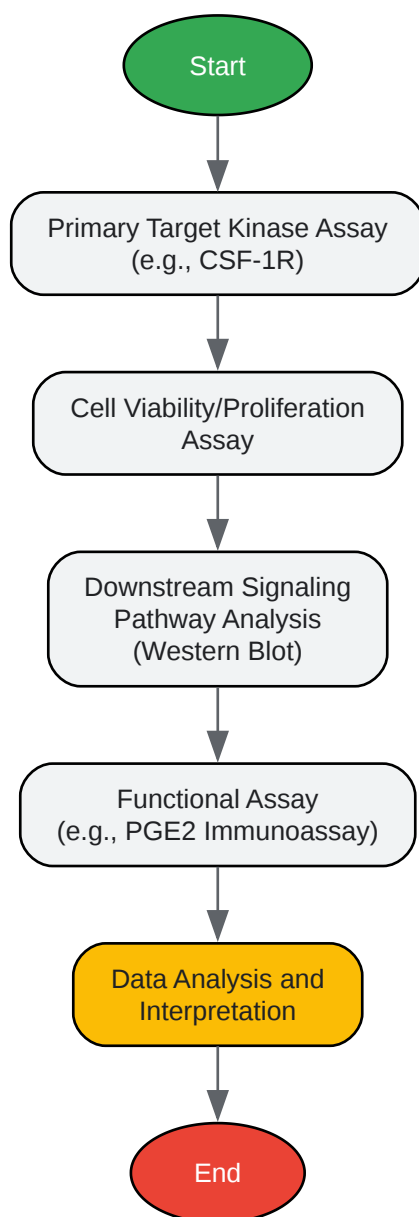 Start
Primary Target Kinase Assay
(e.g., CSF-1R)
Cell Viability/Proliferation
Assay
Downstream Signaling
Pathway Analysis
(Western Blot)
Functional Assay
(e.g., PGE2 Immunoassay)
Data Analysis and
Interpretation
End